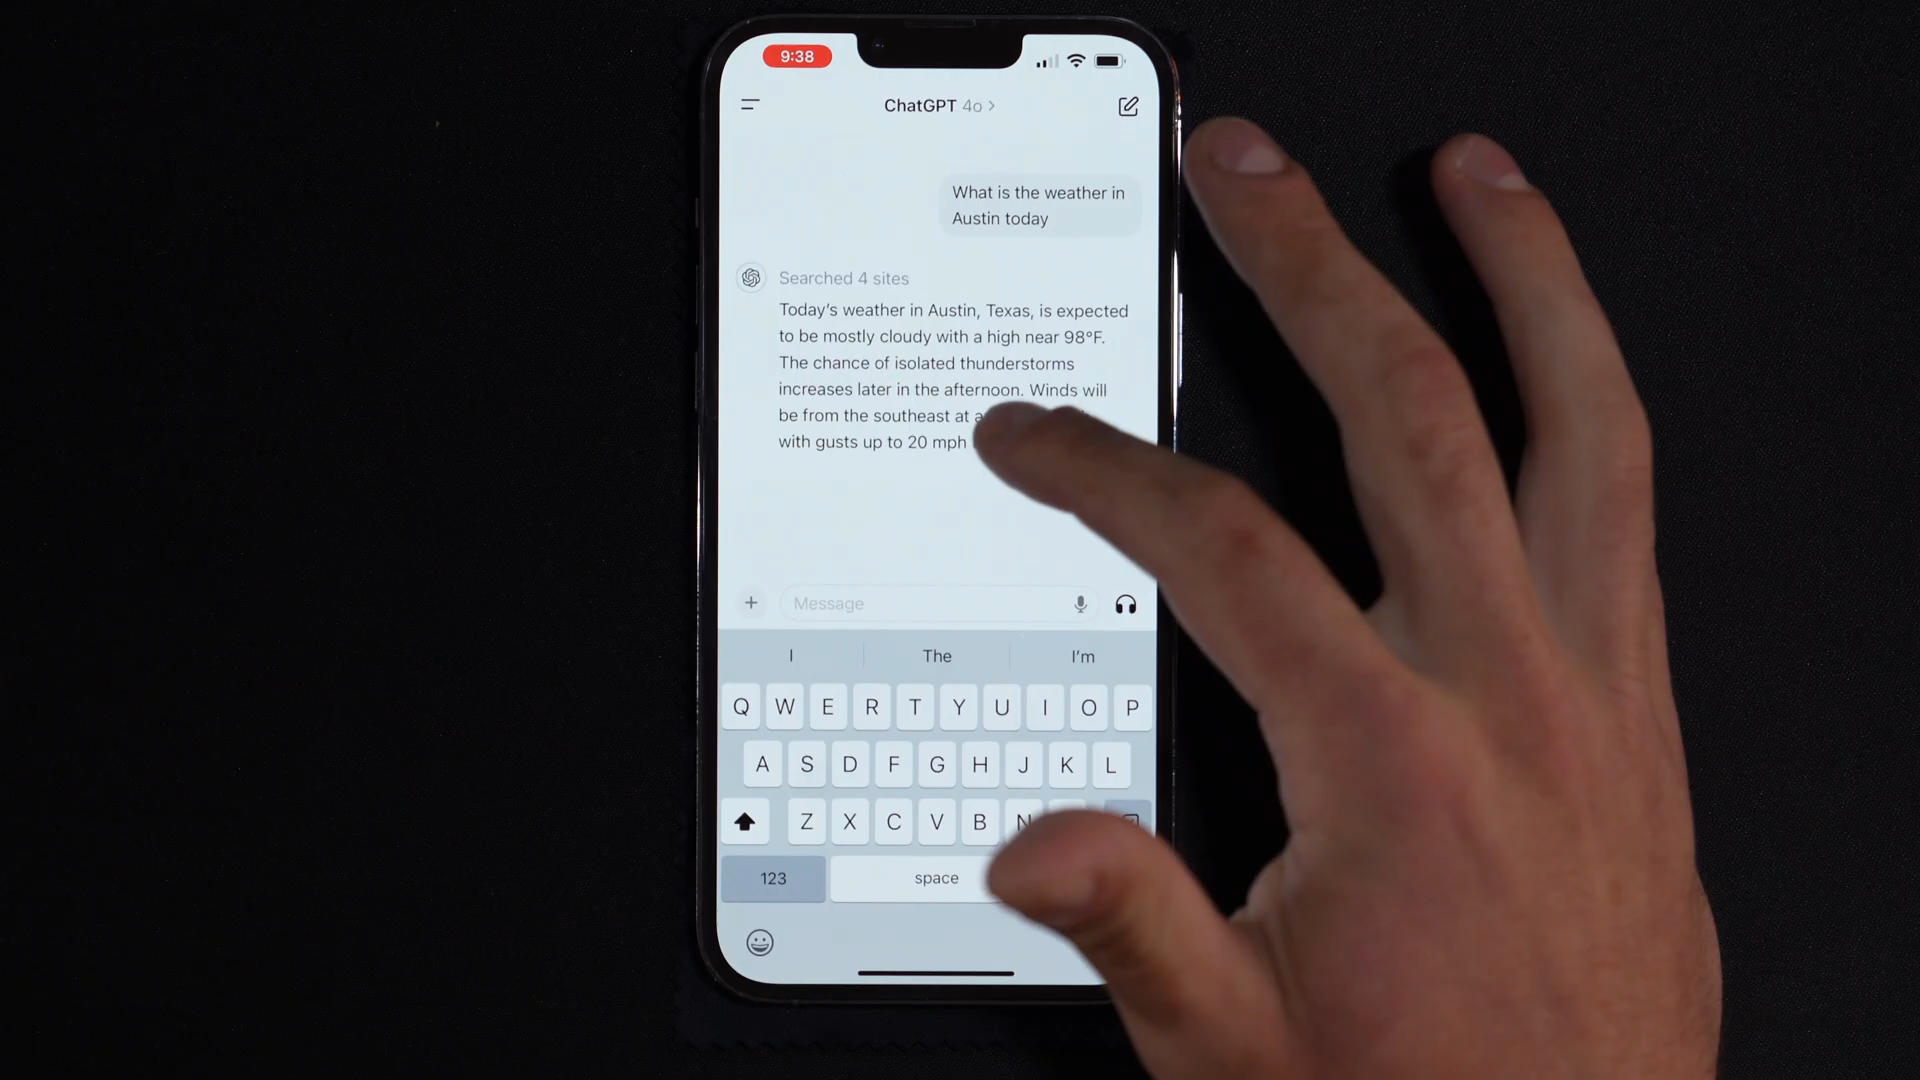 9:38
ChatGPT 4o >
What is the weather in
Austin today
Searched 4 sites
Today's weather in Austin, Texas, is expected
to be mostly cloudy with a high near 98°F.
The chance of isolated thunderstorms
increases later in the afternoon. Winds will
be from the southeast at
with gusts up to 20 mph
Message
I The I'm
Q W E R T Y U I O P
A S D F G H J K L
Z X C V B N
123 space